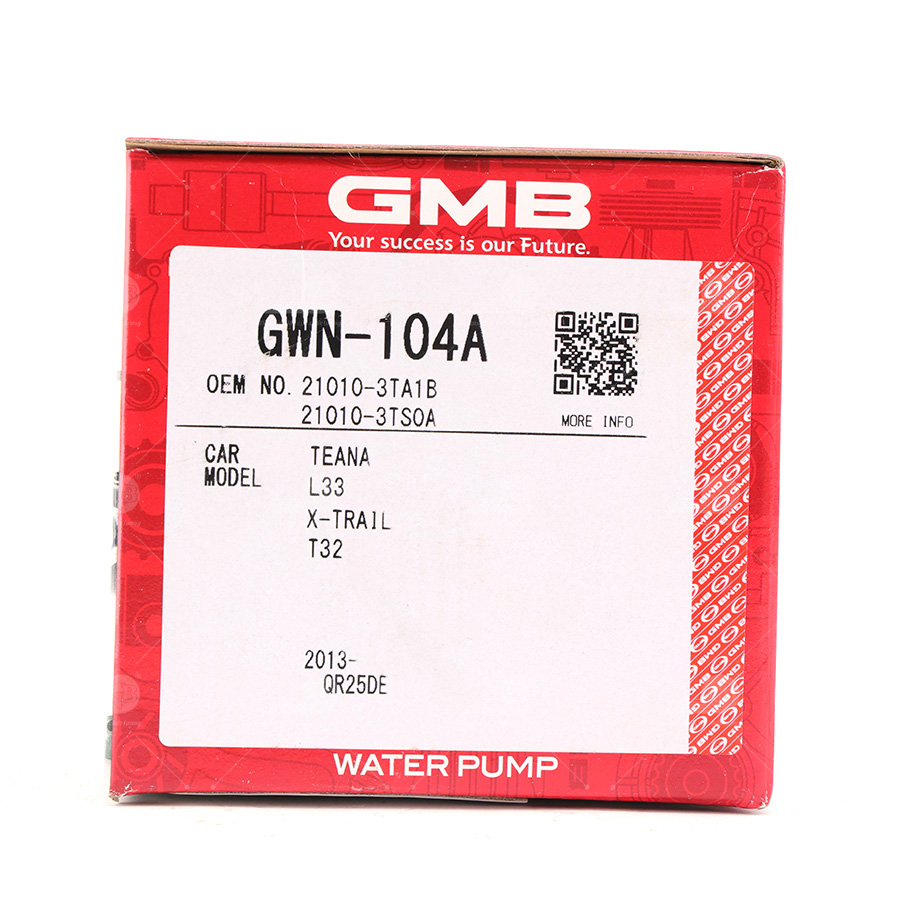 GMB
Your success is our Future.
GWN-104A
OEM NO. 21010-3TA1B
21010-3TS0A
MORE INFO
CAR MODEL
TEANA
L33
X-TRAIL
T32
2013-
QR25DE
WATER PUMP